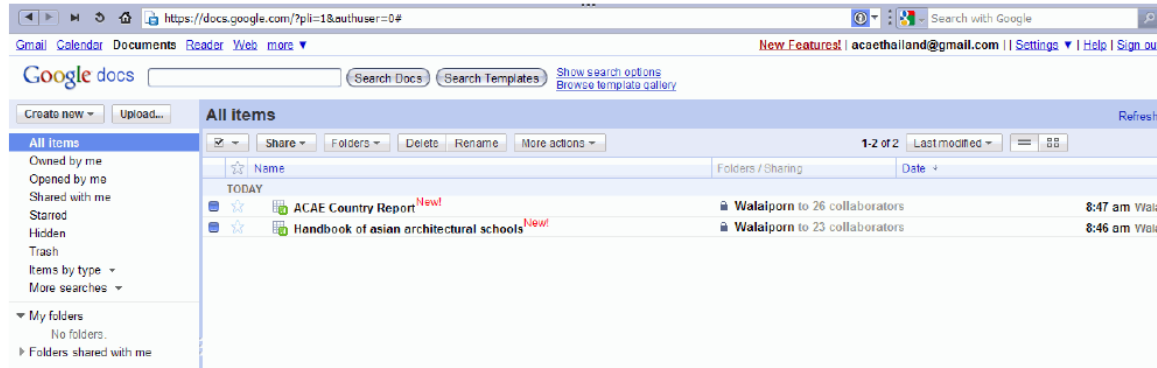 https://docs.google.com/?pli=1&authuser=0#
Search with Google
Gmail Calendar Documents Reader Web more ▼
New Features! | acaethailand@gmail.com | | Settings ▼ | Help | Sign ou
Google docs
Search Docs Search Templates
Show search options
Browse template gallery
Create new Upload...
All items
Refresh
All items
Owned by me
Opened by me
Shared with me
Starred
Hidden
Trash
Items by type
More searches
My folders
No folders.
Folders shared with me
Share Folders Delete Rename More actions
1-2 of 2 Last modified
Name Folders / Sharing Date
TODAY
ACAE Country Report New! Walaiporn to 26 collaborators 8:47 am Wala
Handbook of asian architectural schools New! Walaiporn to 23 collaborators 8:46 am Wala